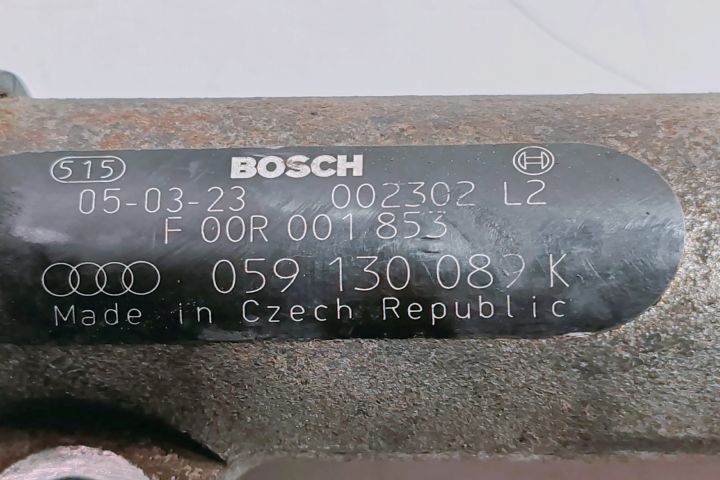 515 BOSCH
05-03-23 002302 L2
F 00R 001 853
059 130 089 K
Made in Czech Republic